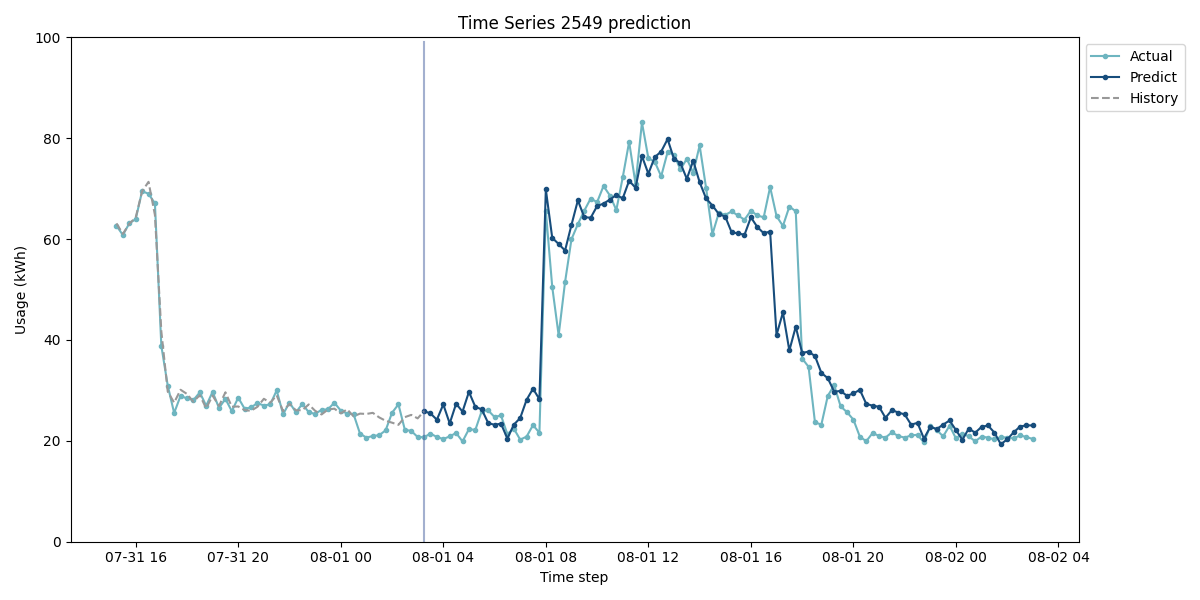 Time Series 2549 prediction
Actual
Predict
History
Usage (kWh)
100
80
60
40
20
0
07-31 16
07-31 20
08-01 00
08-01 04
08-01 08
08-01 12
08-01 16
08-01 20
08-02 00
08-02 04
Time step